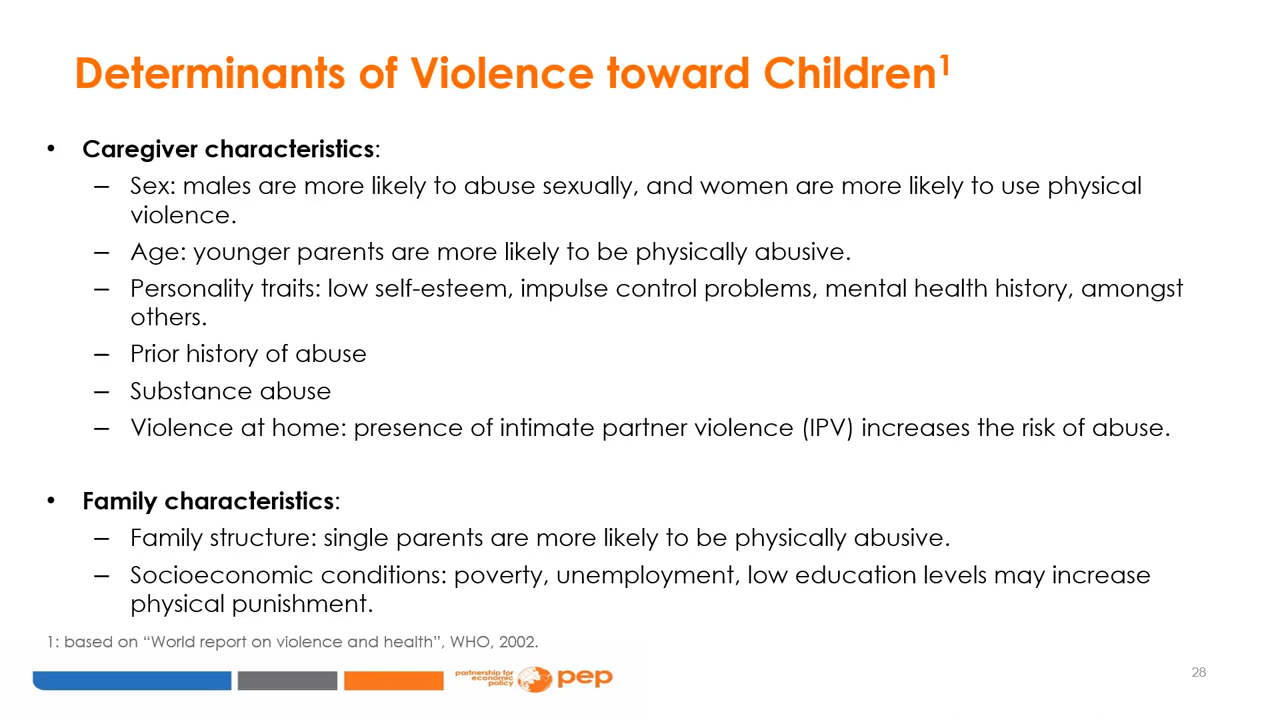 Determinants of Violence toward Children1
• Caregiver characteristics:
– Sex: males are more likely to abuse sexually, and women are more likely to use physical
violence.
– Age: younger parents are more likely to be physically abusive.
– Personality traits: low self-esteem, impulse control problems, mental health history, amongst
others.
– Prior history of abuse
– Substance abuse
– Violence at home: presence of intimate partner violence (IPV) increases the risk of abuse.
• Family characteristics:
– Family structure: single parents are more likely to be physically abusive.
– Socioeconomic conditions: poverty, unemployment, low education levels may increase
physical punishment.
1: based on “World report on violence and health”, WHO, 2002.
partnership for
economic
policy
pep
28